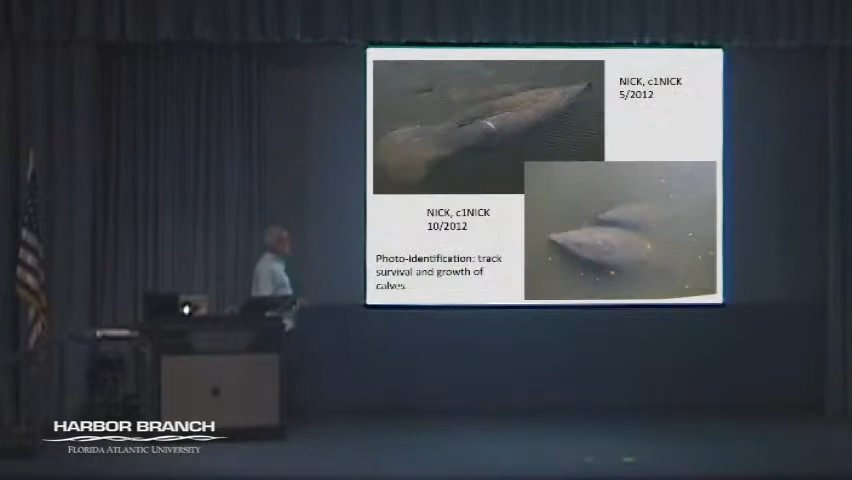 NICK, c1NICK
5/2012
NICK, c1NICK
10/2012
Photo-identification: track
survival and growth of
calves
HARBOR BRANCH
FLORIDA ATLANTIC UNIVERSITY